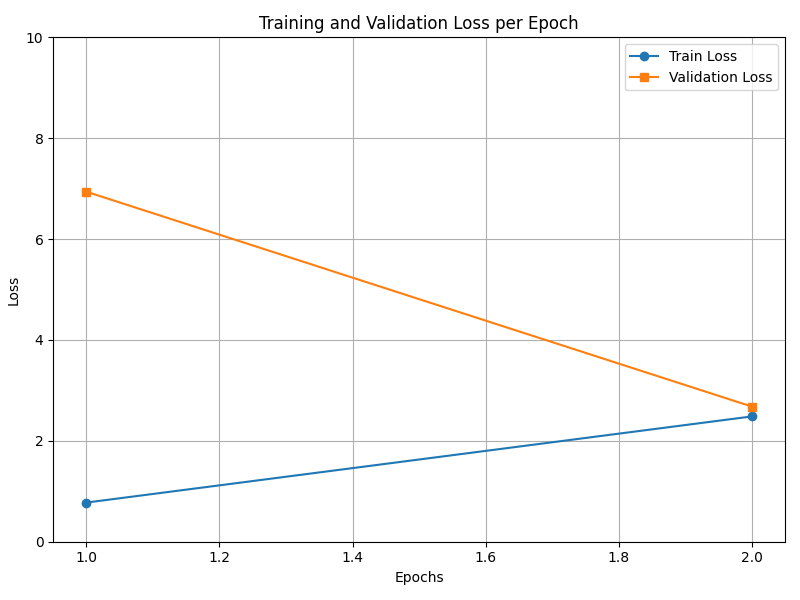 Training and Validation Loss per Epoch
Train Loss
Validation Loss
10
8
6
4
2
0
Loss
1.0 1.2 1.4 1.6 1.8 2.0
Epochs